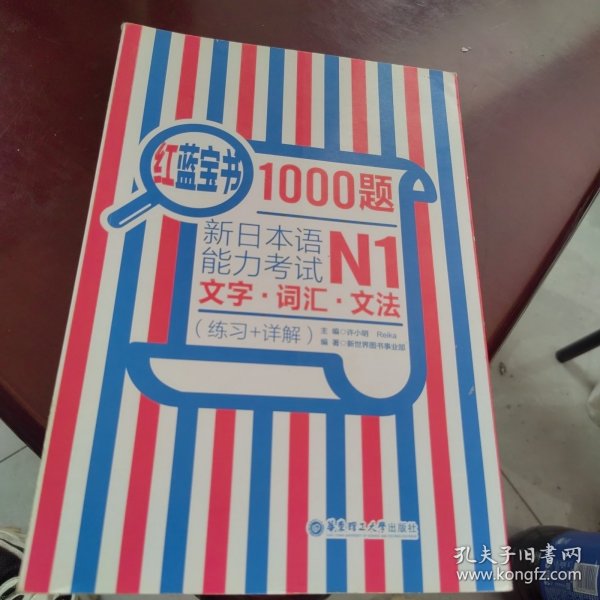 红蓝宝书
1000题
新日本语
能力考试
N1
文字·词汇·文法
(练习+详解)
主 编◎许小明 Reika
编 著◎新世界图书事业部
华东理工大学出版社
孔夫子旧书网
www.kongfz.com